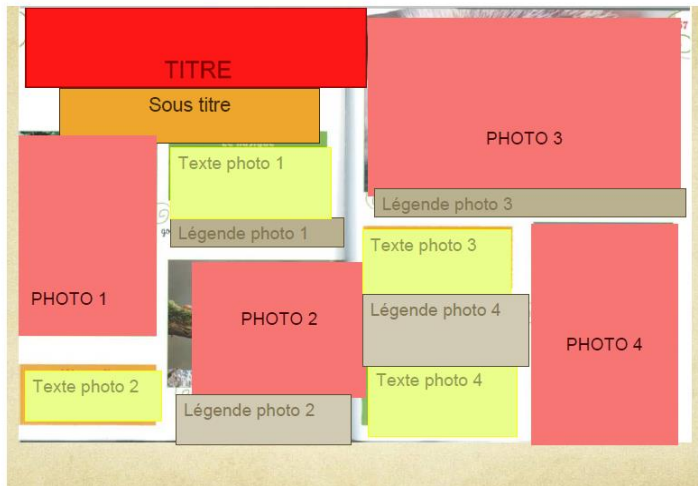 TITRE
Sous titre
PHOTO 3
Texte photo 1
Légende photo 1
Légende photo 3
PHOTO 1
PHOTO 2
Texte photo 3
Légende photo 4
PHOTO 4
Texte photo 2
Légende photo 2
Texte photo 4